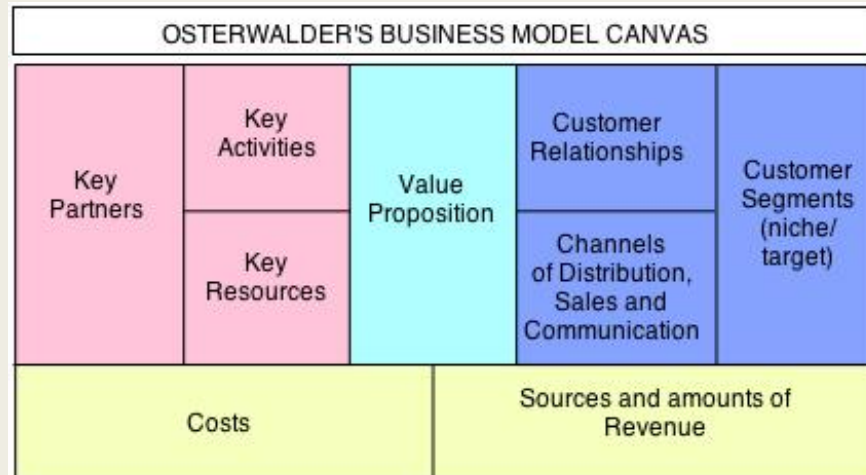 OSTERWALDER'S BUSINESS MODEL CANVAS
Key
Partners
Key
Activities
Key
Resources
Value
Proposition
Customer
Relationships
Channels
of Distribution,
Sales and
Communication
Customer
Segments
(niche/
target)
Costs
Sources and amounts of
Revenue